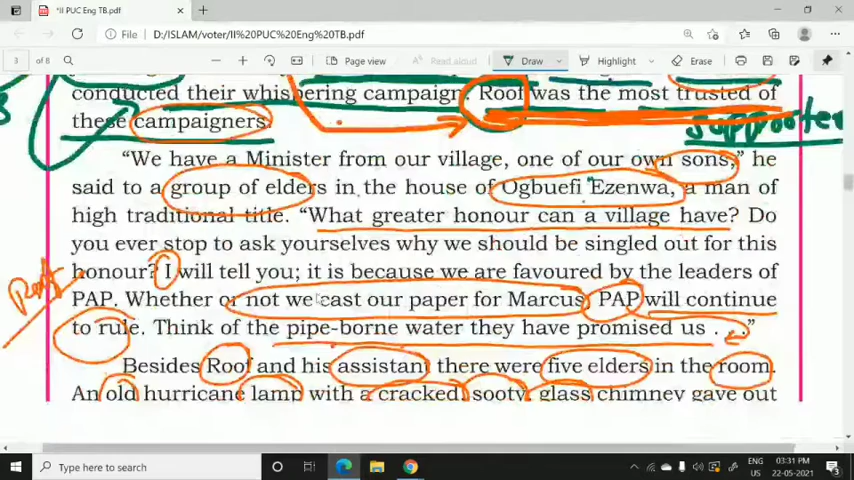 *II PUC Eng TB.pdf
File
D:/ISLAM/voter/II%20PUC%20Eng%20TB.pdf
3 of 8
Page view
Read aloud
Draw
Highlight
Erase
conducted their whispering campaign. Roof was the most trusted of
these campaigners.
supporter
"We have a Minister from our village, one of our own sons," he
said to a group of elders in the house of Ogbuefi Ezenwa, a man of
high traditional title. "What greater honour can a village have? Do
you ever stop to ask yourselves why we should be singled out for this
honour? I will tell you; it is because we are favoured by the leaders of
Roof
PAP. Whether or not we cast our paper for Marcus, PAP will continue
to rule. Think of the pipe-borne water they have promised us . . ."
Besides Roof and his assistant there were five elders in the room.
An old hurricane lamp with a cracked, sooty, glass chimney gave out
Type here to search
ENG
US
03:31 PM
22-05-2021
3